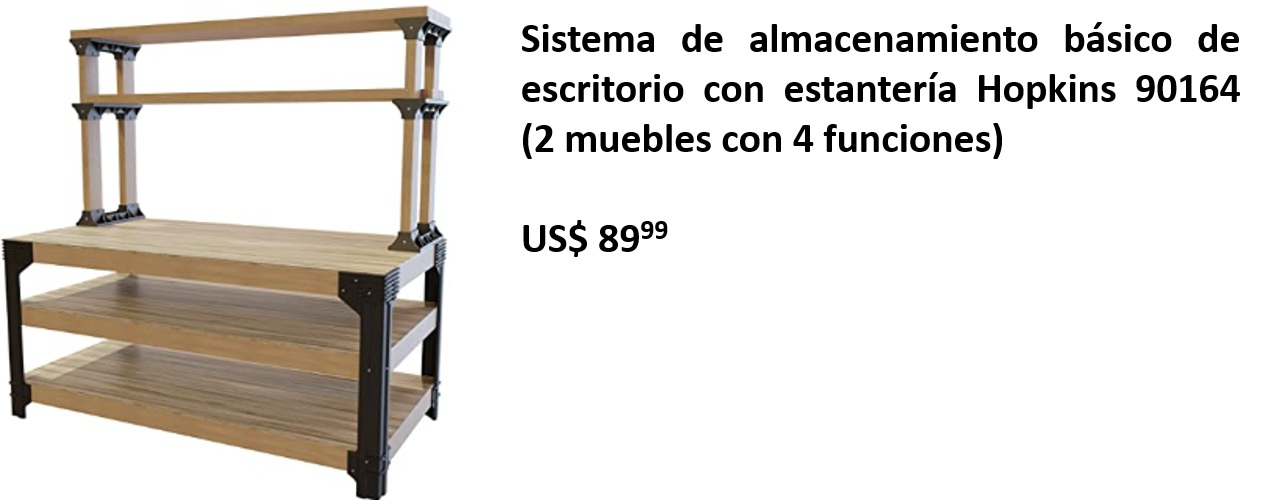 Sistema de almacenamiento básico de
escritorio con estantería Hopkins 90164
(2 muebles con 4 funciones)
US$ 89⁹⁹